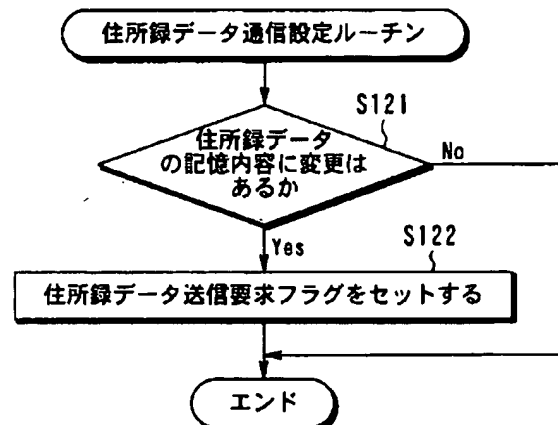 住所録データ通信設定ルーチン
S121
住所録データ
の記憶内容に変更は
あるか
No
Yes
S122
住所録データ送信要求フラグをセットする
エンド